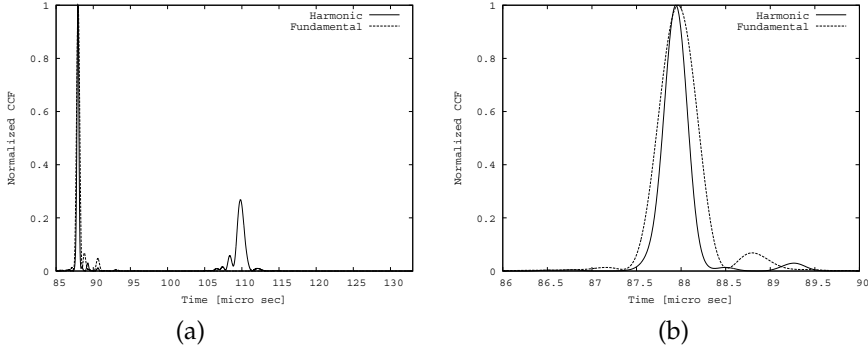 1
0.8
0.6
0.4
0.2
0
Normalized CCF
85 90 95 100 105 110 115 120 125 130
Time [micro sec]
Harmonic
Fundamental
(a)
1
0.8
0.6
0.4
0.2
0
Normalized CCF
86 86.5 87 87.5 88 88.5 89 89.5 90
Time [micro sec]
Harmonic
Fundamental
(b)